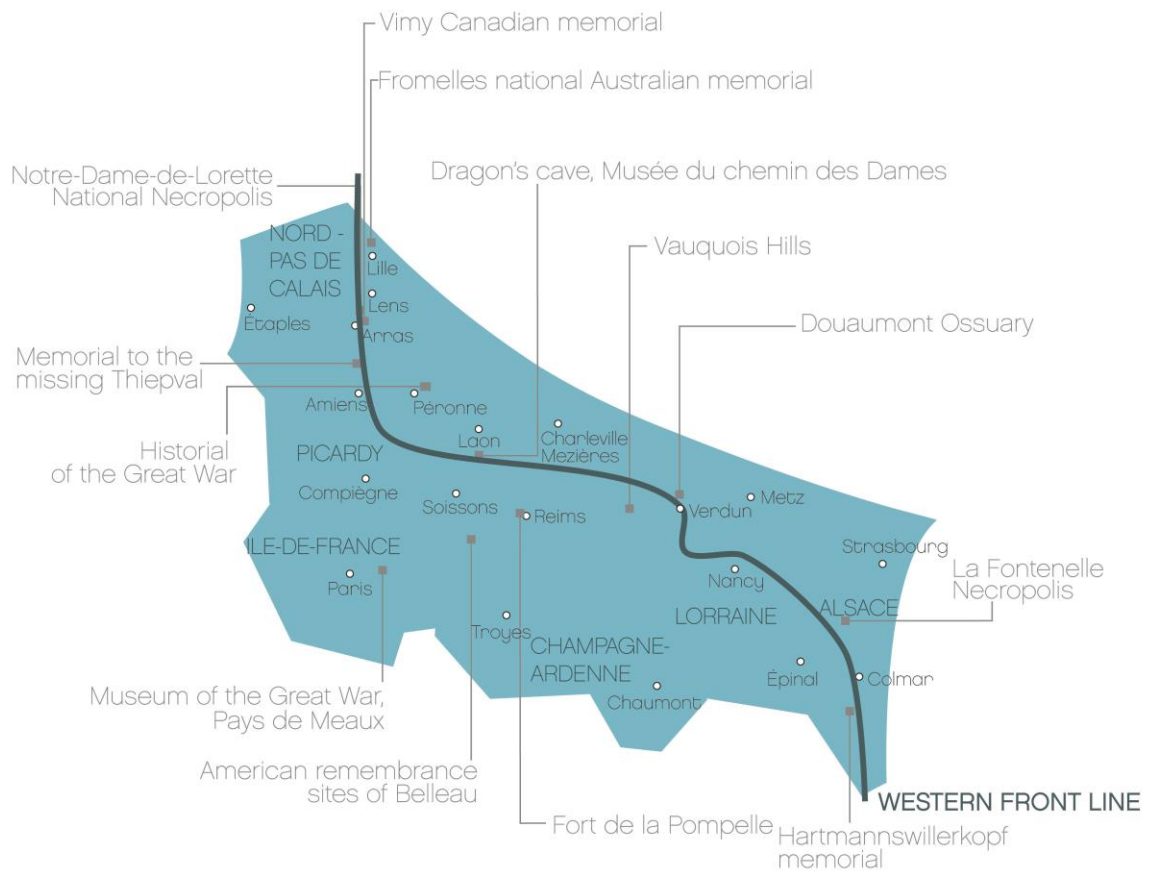 Vimy Canadian memorial
Fromelles national Australian memorial
Notre-Dame-de-Lorette
National Necropolis
Dragon's cave, Musée du chemin des Dames
NORD -
PAS DE
CALAIS
Vauquois Hills
Lille
Lens
Étaples
Arras
Douaumont Ossuary
Memorial to the
missing Thiepval
Amiens
Péronne
Laon
Charleville
Mezières
Historial
of the Great War
PICARDY
Compiègne
Soissons
Reims
Verdun
Metz
ILE-DE-FRANCE
Paris
Strasbourg
Nancy
La Fontenelle
Necropolis
LORRAINE
ALSACE
Troyes
CHAMPAGNE-
ARDENNE
Épinal
Colmar
Chaumont
Museum of the Great War,
Pays de Meaux
American remembrance
sites of Belleau
WESTERN FRONT LINE
Fort de la Pompelle
Hartmannswillerkopf
memorial